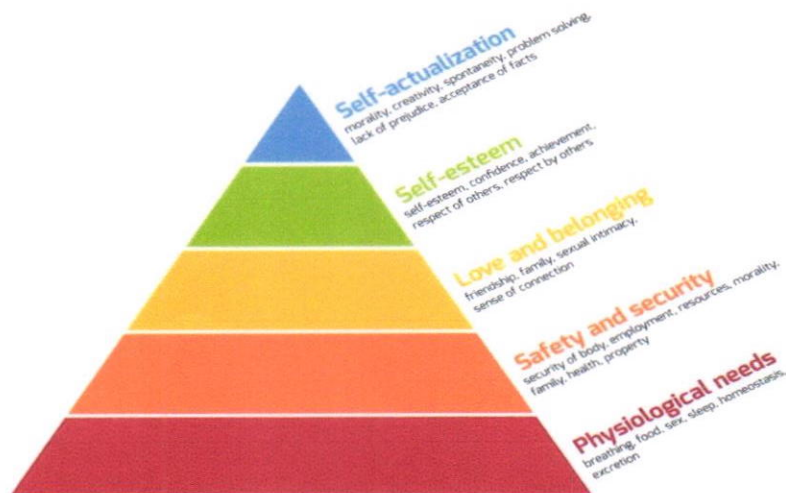 Self-actualization
morality, creativity, spontaneity, problem solving,
lack of prejudice, acceptance of facts
Self-esteem
self-esteem, confidence, achievement,
respect of others, respect by others
Love and belonging
friendship, family, sexual intimacy,
sense of connection
Safety and security
security of body, employment, resources, morality,
family, health, property
Physiological needs
breathing, food, sex, sleep, homeostasis,
excretion